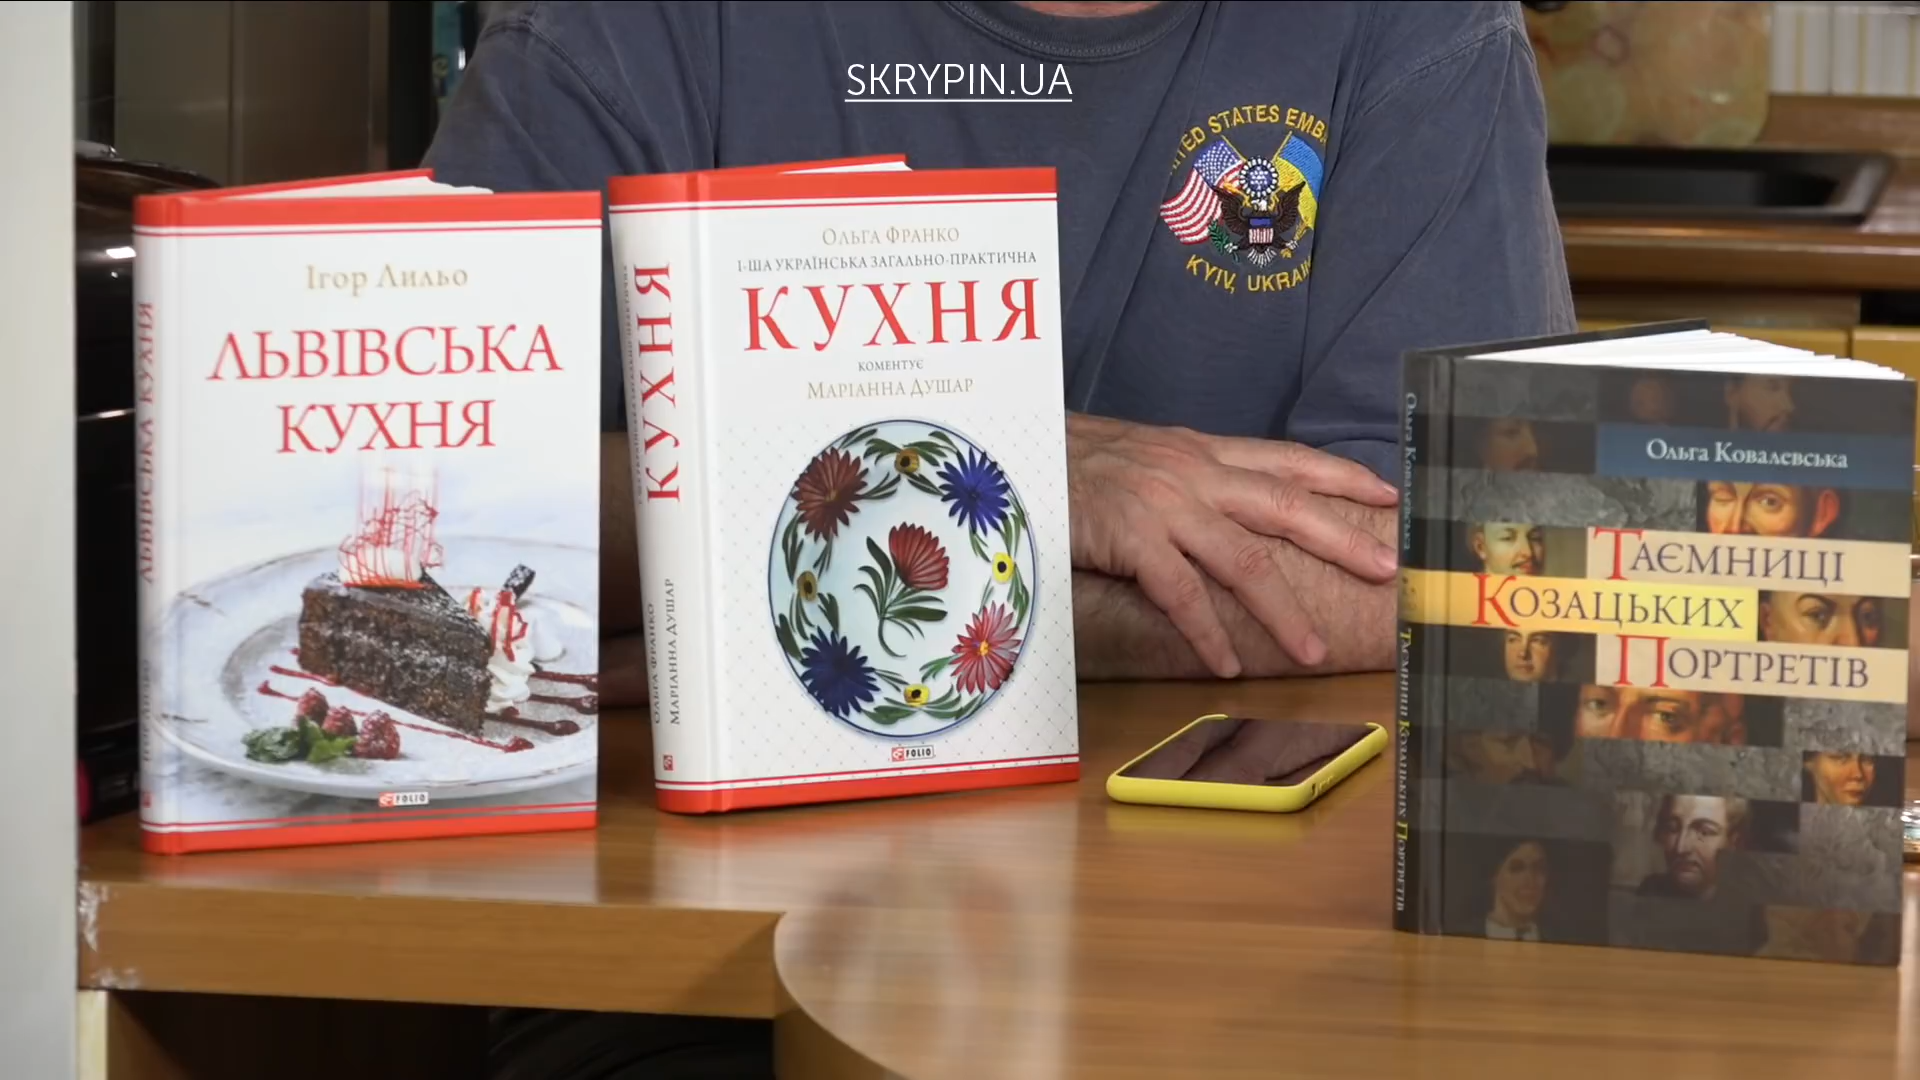 SKRYPIN.UA
STATES EMB
KYIV, UKRAI
Ігор Лильо
ЛЬВІВСЬКА
КУХНЯ
FOLIO
ЛЬВІВСЬКА КУХНЯ
Ольга Франко
І-ША УКРАЇНСЬКА ЗАГАЛЬНО-ПРАКТИЧНА
КУХНЯ
КОМЕНТУЄ
Маріанна Душар
FOLIO
КУХНЯ
ОЛЬГА ФРАНКО
МАРІАННА ДУШАР
Ольга Ковалевська
Таємниці
Козацьких
Портретів
Ольга Ковалевська
Таємниці Козацьких Портретів